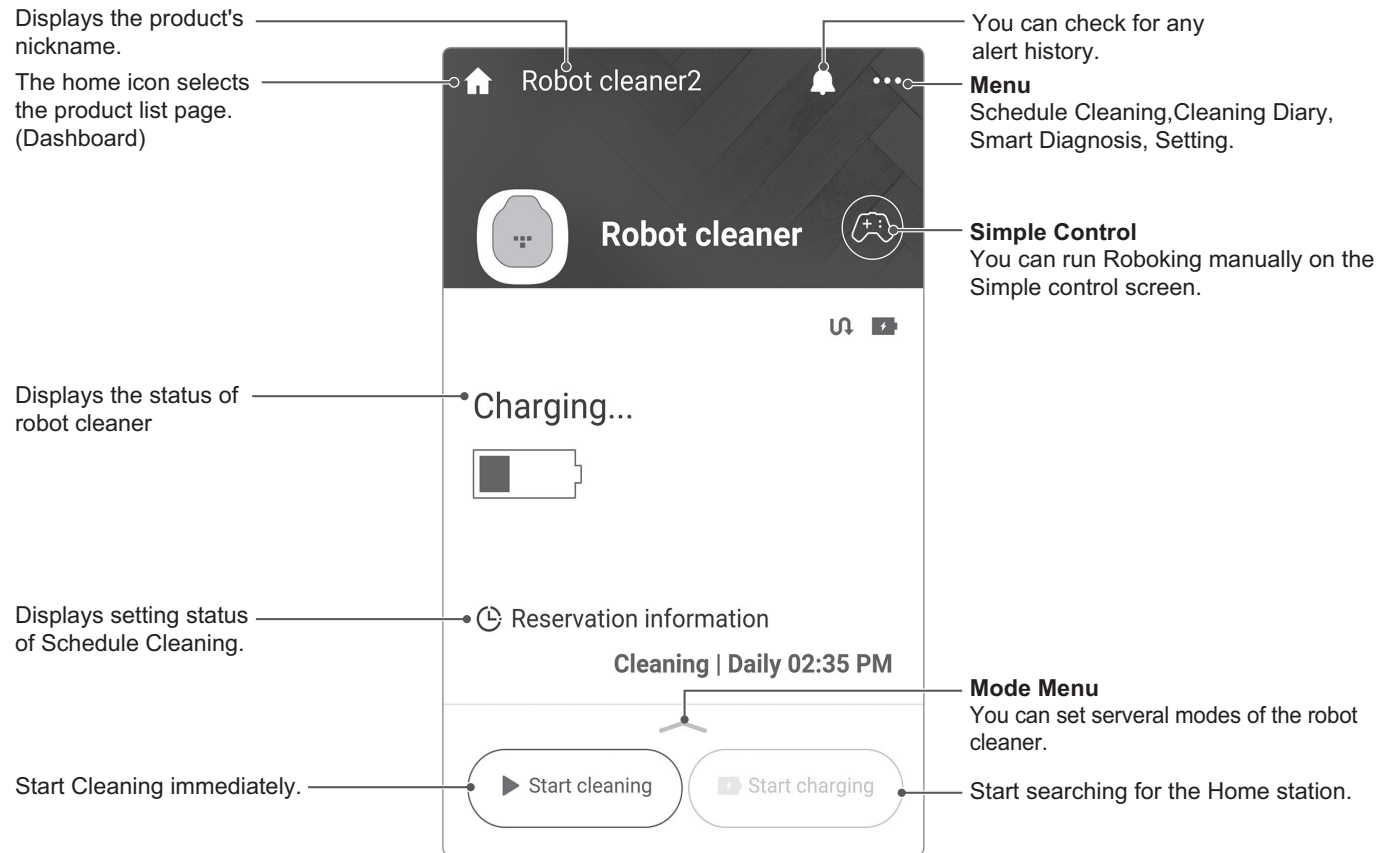 Displays the product's
nickname.
The home icon selects
the product list page.
(Dashboard)
Displays the status of
robot cleaner
Displays setting status
of Schedule Cleaning.
Start Cleaning immediately.
Robot cleaner2
Robot cleaner
Charging...
Reservation information
Cleaning | Daily 02:35 PM
Start cleaning
Start charging
You can check for any
alert history.
Menu
Schedule Cleaning,Cleaning Diary,
Smart Diagnosis, Setting.
Simple Control
You can run Roboking manually on the
Simple control screen.
Mode Menu
You can set serveral modes of the robot
cleaner.
Start searching for the Home station.